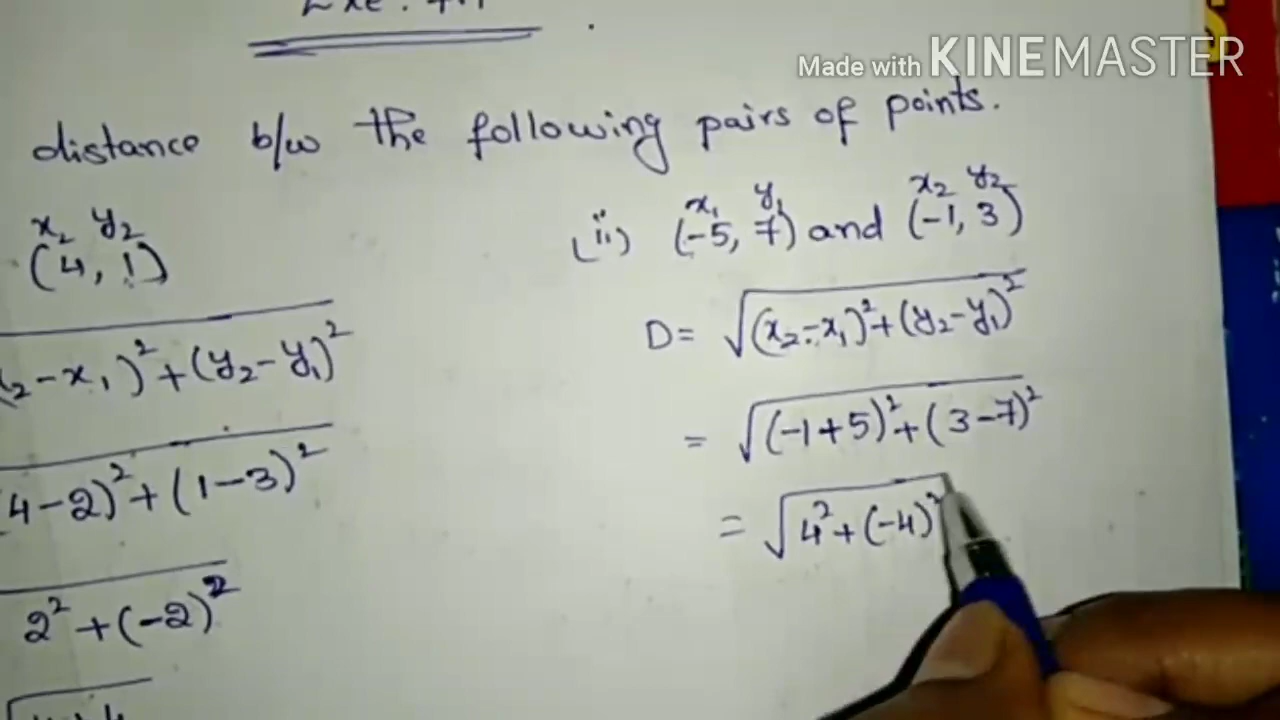 Made with KINEMASTER
distance b/w the following pairs of points.
x₂ y₂
(4, 1)
₂-x₁)²+(y₂-y₁)²
4-2)²+(1-3)²
2²+(-2)²
x₁ y₁ x₂ y₂
(ii) (-5, 7) and (-1, 3)
D= √(x₂-x₁)²+(y₂-y₁)²
= √(-1+5)²+(3-7)²
= √4²+(-4)²